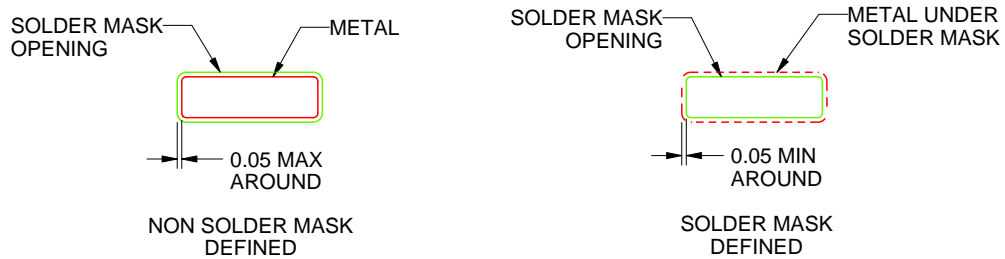 SOLDER MASK
OPENING
METAL
0.05 MAX
AROUND
NON SOLDER MASK
DEFINED
SOLDER MASK
OPENING
METAL UNDER
SOLDER MASK
0.05 MIN
AROUND
SOLDER MASK
DEFINED